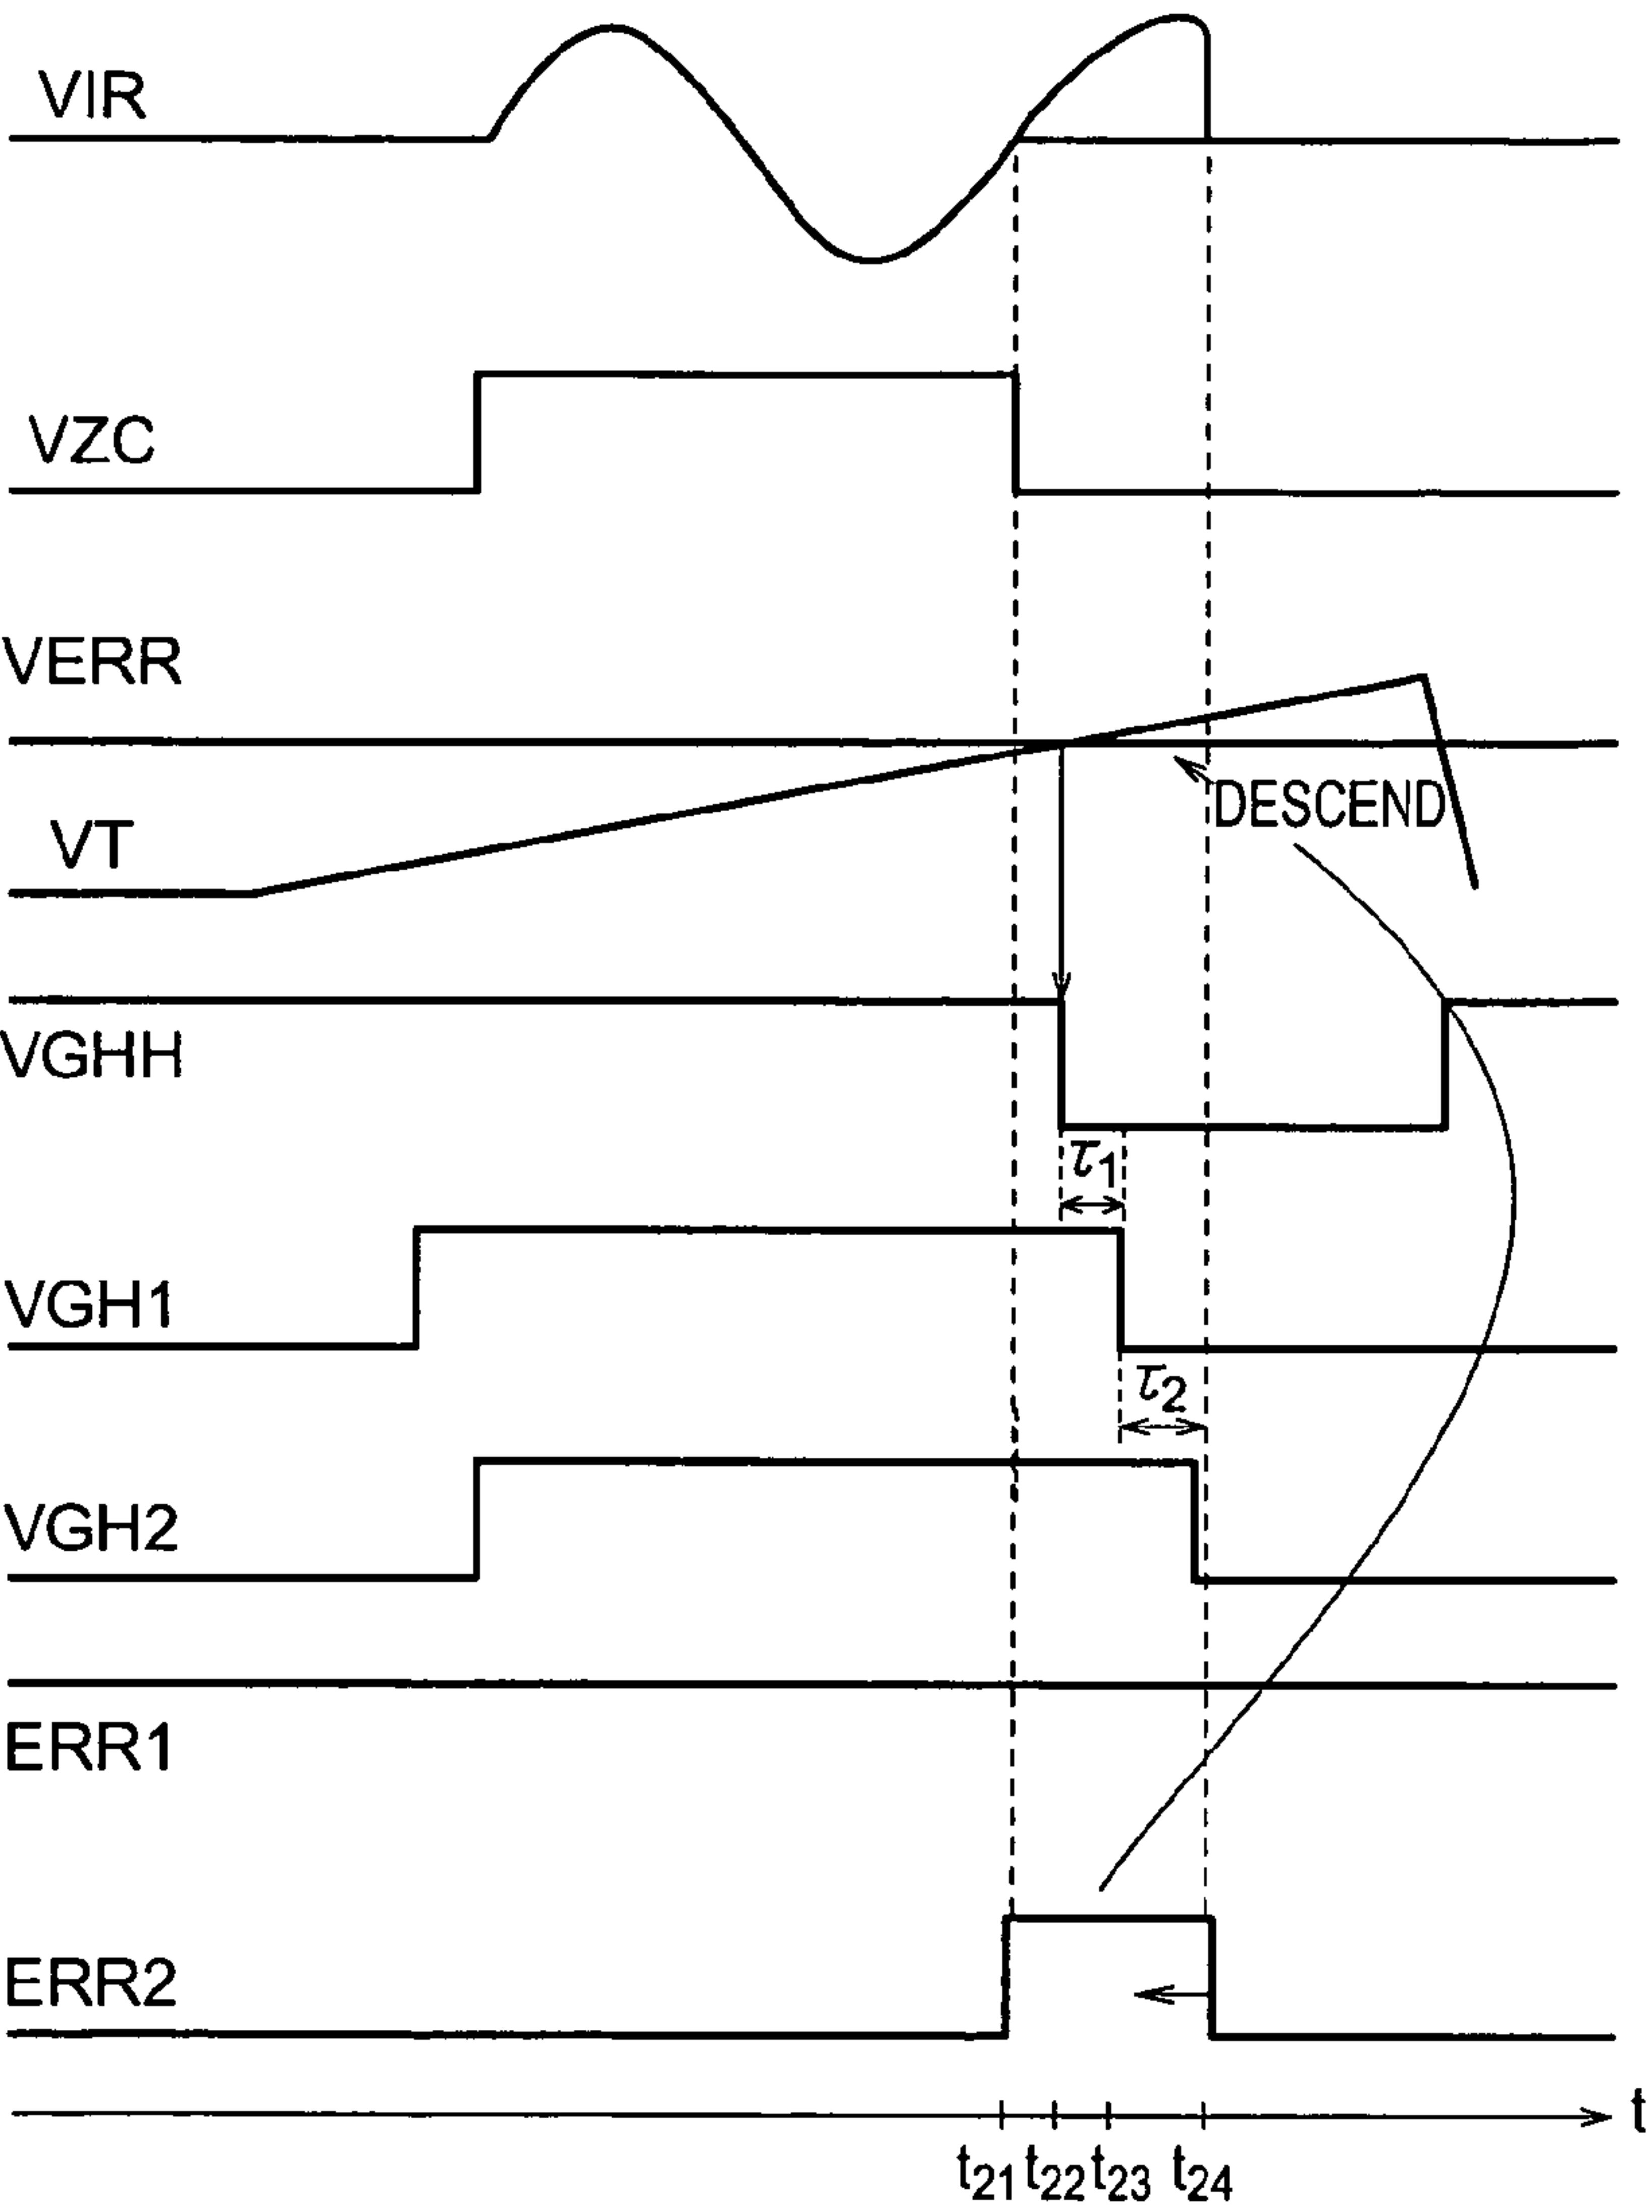 VIR
VZC
VERR
DESCEND
VT
VGHH
τ1
VGH1
τ2
VGH2
ERR1
ERR2
t
t21 t22 t23 t24